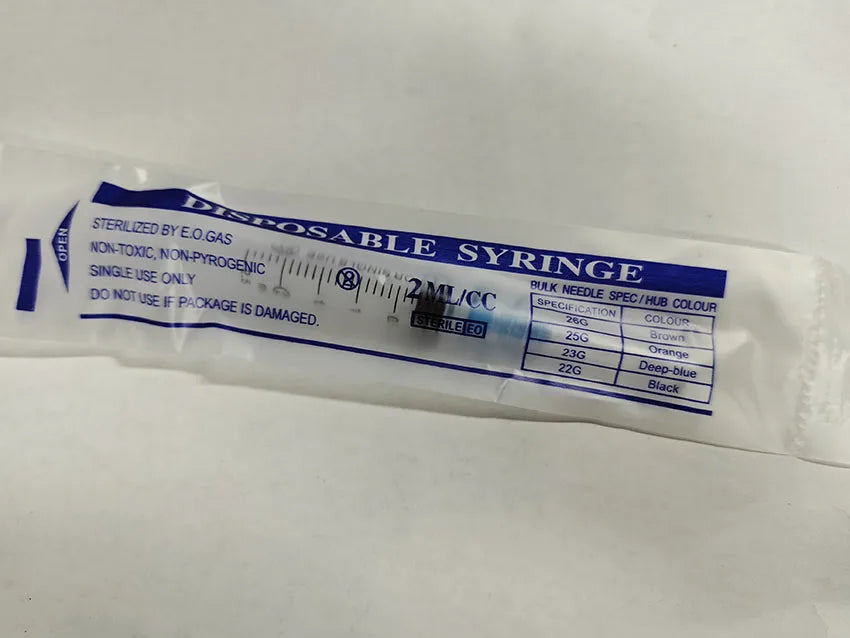 DISPOSABLE SYRINGE
OPEN
STERILIZED BY E.O.GAS
NON-TOXIC, NON-PYROGENIC
SINGLE USE ONLY
DO NOT USE IF PACKAGE IS DAMAGED.
2 ML/CC
STERILE EO
BULK NEEDLE SPEC/HUB COLOUR
SPECIFICATION COLOUR
26G Brown
25G Orange
23G Deep-blue
22G Black